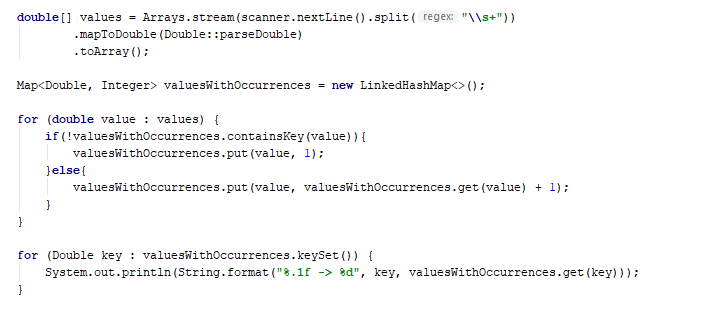 double[] values = Arrays.stream(scanner.nextLine().split( regex: "\\s+"))
        .mapToDouble(Double::parseDouble)
        .toArray();
Map<Double, Integer> valuesWithOccurrences = new LinkedHashMap<>();
for (double value : values) {
    if(!valuesWithOccurrences.containsKey(value)){
        valuesWithOccurrences.put(value, 1);
    }else{
        valuesWithOccurrences.put(value, valuesWithOccurrences.get(value) + 1);
    }
}
for (Double key : valuesWithOccurrences.keySet()) {
    System.out.println(String.format("%.1f -> %d", key, valuesWithOccurrences.get(key)));
}